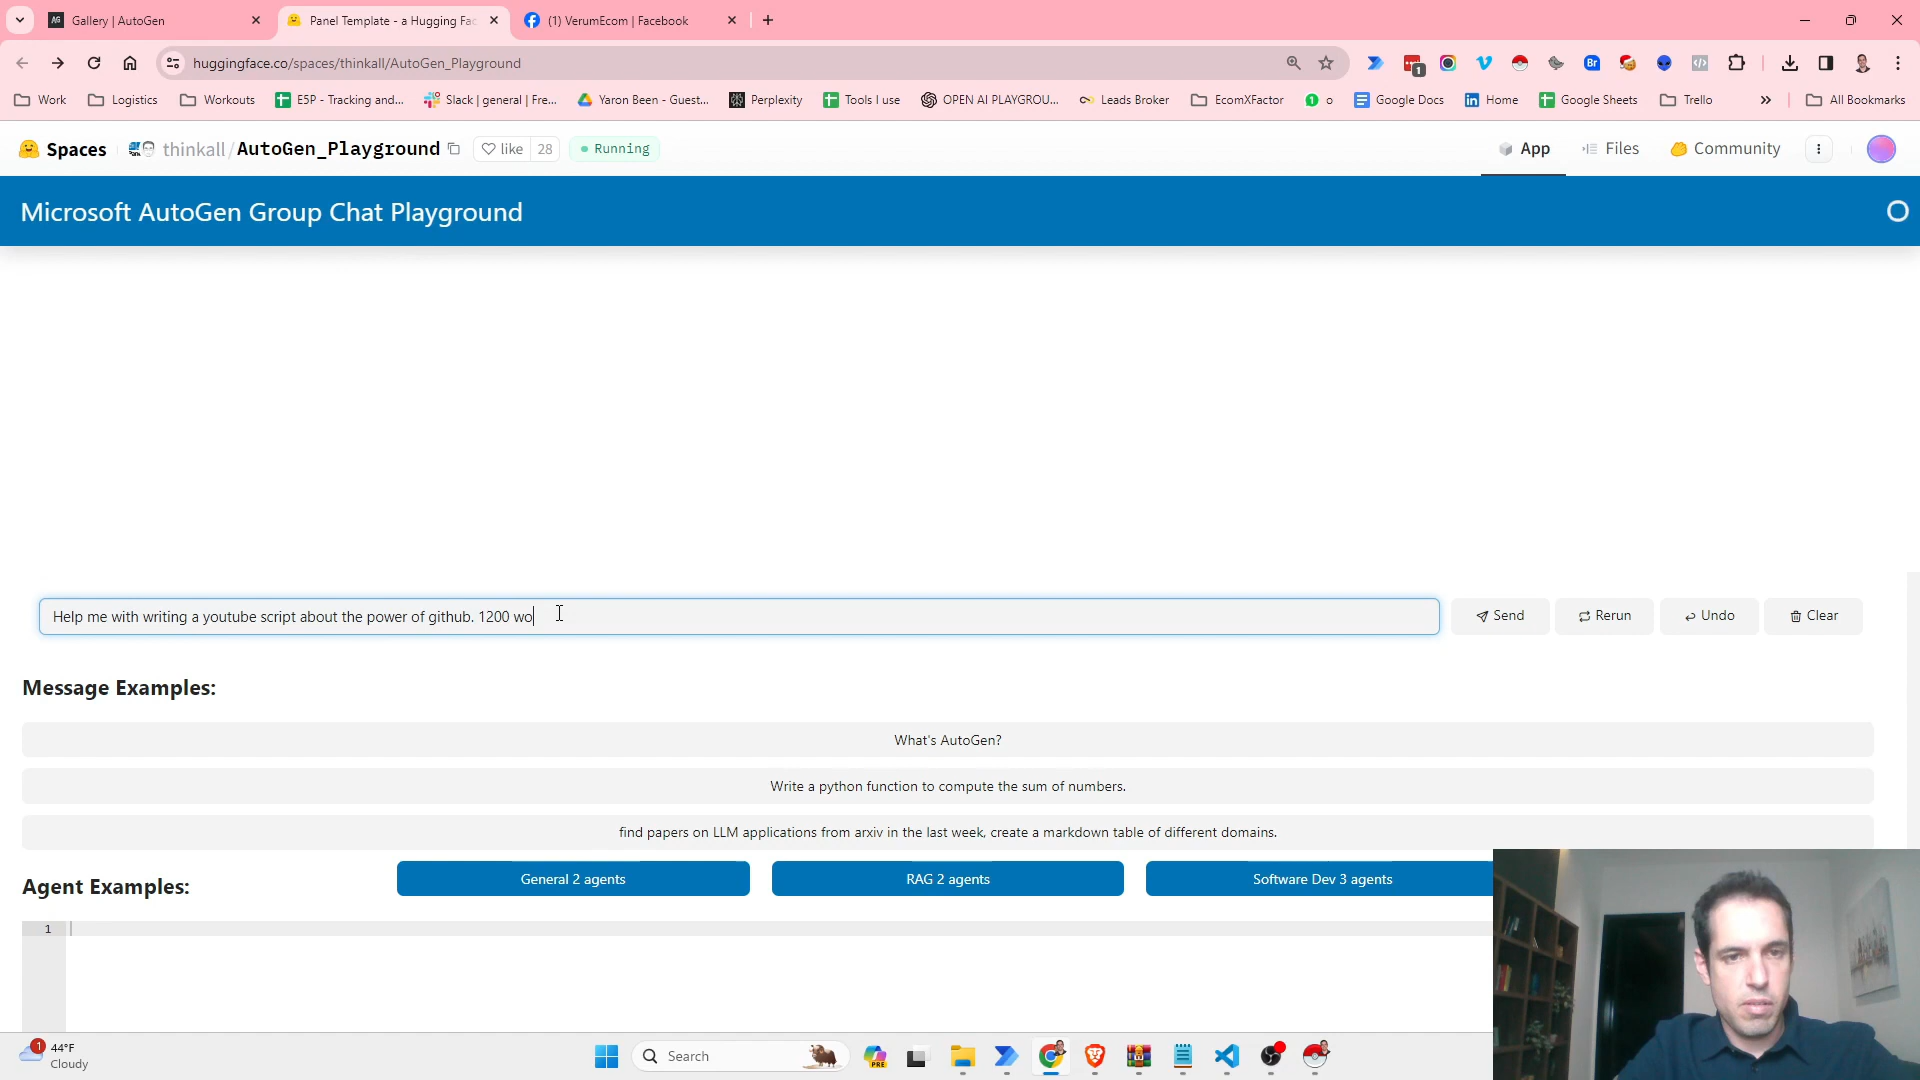 Gallery | AutoGen
Panel Template - a Hugging Fac
(1) VerumEcom | Facebook
huggingface.co/spaces/thinkall/AutoGen_Playground
1
Br
Work
Logistics
Workouts
E5P - Tracking and...
Slack | general | Fre...
Yaron Been - Guest...
Perplexity
Tools I use
OPEN AI PLAYGROU...
Leads Broker
EcomXFactor
o
Google Docs
Home
Google Sheets
Trello
»
All Bookmarks
Spaces
thinkall/AutoGen_Playground
like 28
Running
App
Files
Community
Microsoft AutoGen Group Chat Playground
Help me with writing a youtube script about the power of github. 1200 wo
Send
Rerun
Undo
Clear
Message Examples:
What's AutoGen?
Write a python function to compute the sum of numbers.
find papers on LLM applications from arxiv in the last week, create a markdown table of different domains.
Agent Examples:
General 2 agents
RAG 2 agents
Software Dev 3 agents
1
1
44°F
Cloudy
Search
PRE